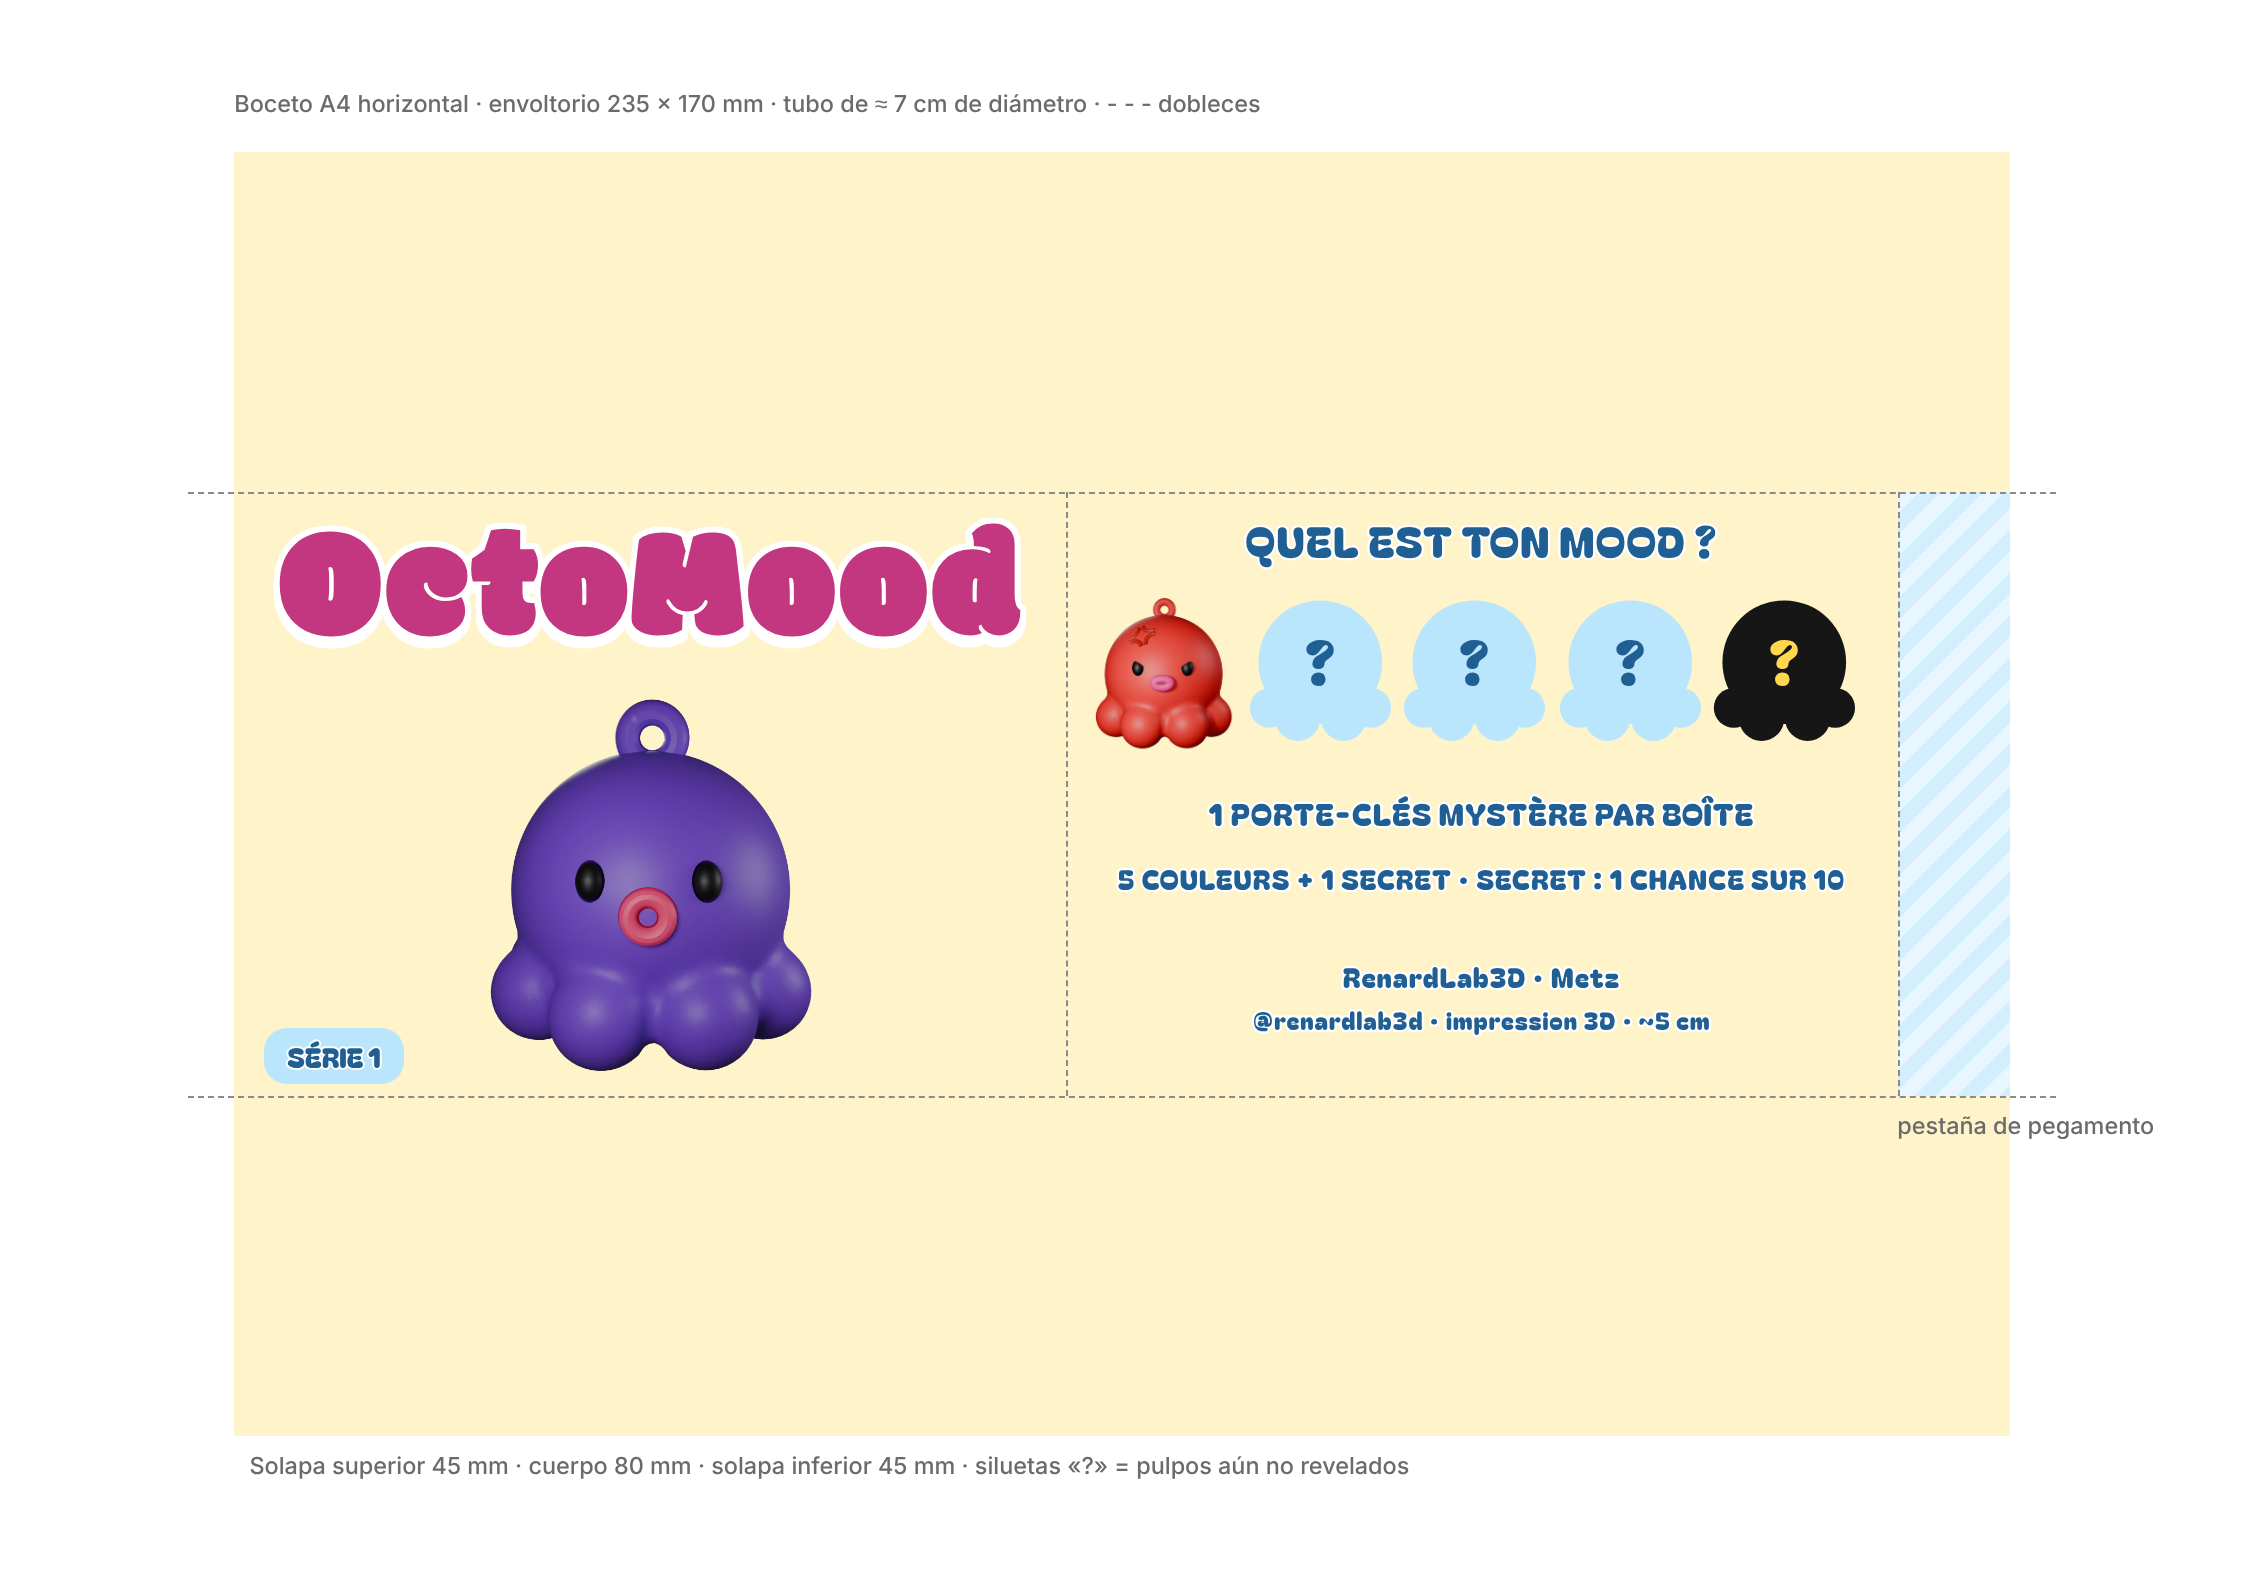 Boceto A4 horizontal · envoltorio 235 × 170 mm · tubo de ≈ 7 cm de diámetro · - - - dobleces
OctoMood
SÉRIE 1
QUEL EST TON MOOD ?
? ? ? ?
1 PORTE-CLÉS MYSTÈRE PAR BOÎTE
5 COULEURS + 1 SECRET • SECRET : 1 CHANCE SUR 10
RenardLab3D • Metz
@renardlab3d • impression 3D • ~5 cm
pestaña de pegamento
Solapa superior 45 mm · cuerpo 80 mm · solapa inferior 45 mm · siluetas «?» = pulpos aún no revelados